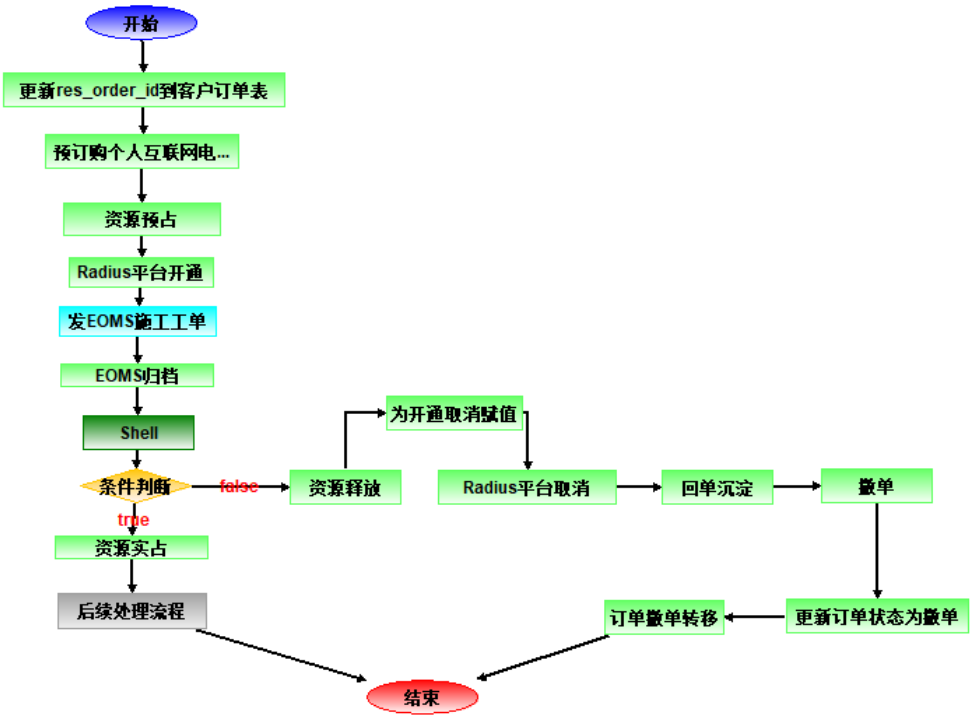 开始
更新res_order_id到客户订单表
预订购个人互联网电...
资源预占
Radius平台开通
发EOMS施工工单
EOMS归档
Shell
条件判断
false
true
资源实占
后续处理流程
资源释放
为开通取消赋值
Radius平台取消
回单沉淀
撤单
更新订单状态为撤单
订单撤单转移
结束